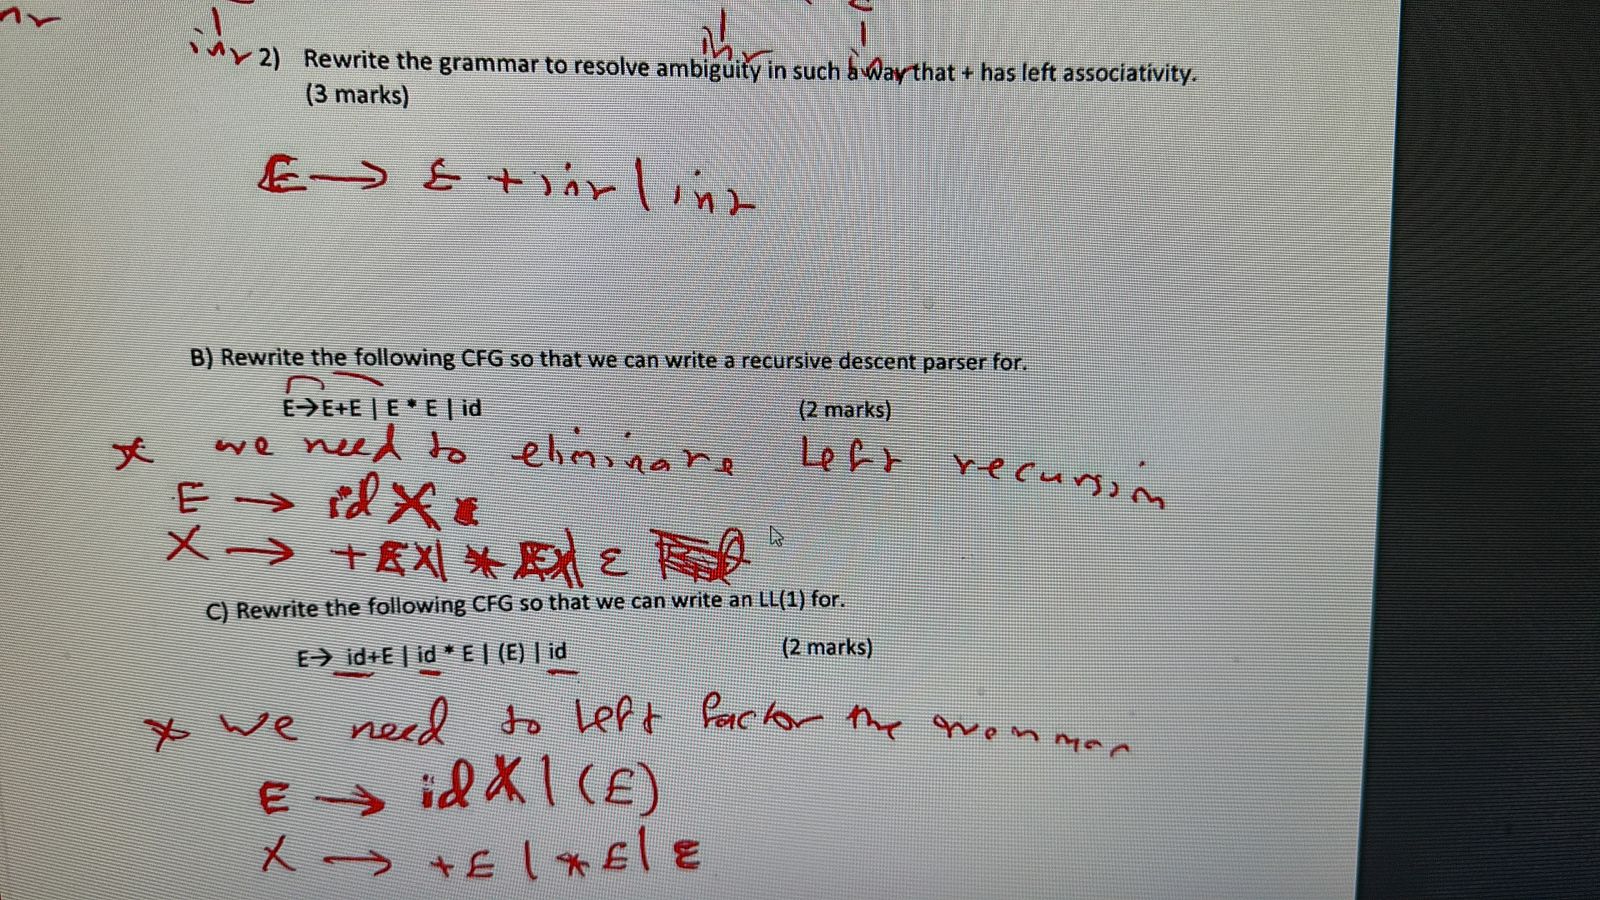 inr
2) Rewrite the grammar to resolve ambiguity in such a way that + has left associativity.
(3 marks)
E → E + inr | inr
B) Rewrite the following CFG so that we can write a recursive descent parser for.
E→E+E | E * E | id (2 marks)
* we need to eliminate Left recursion
E → id X
X → + E X | * E X | ε
C) Rewrite the following CFG so that we can write an LL(1) for.
E→ id+E | id * E | (E) | id (2 marks)
* we need to left factor the grammar
E → id X | (E)
X → + E | * E | ε